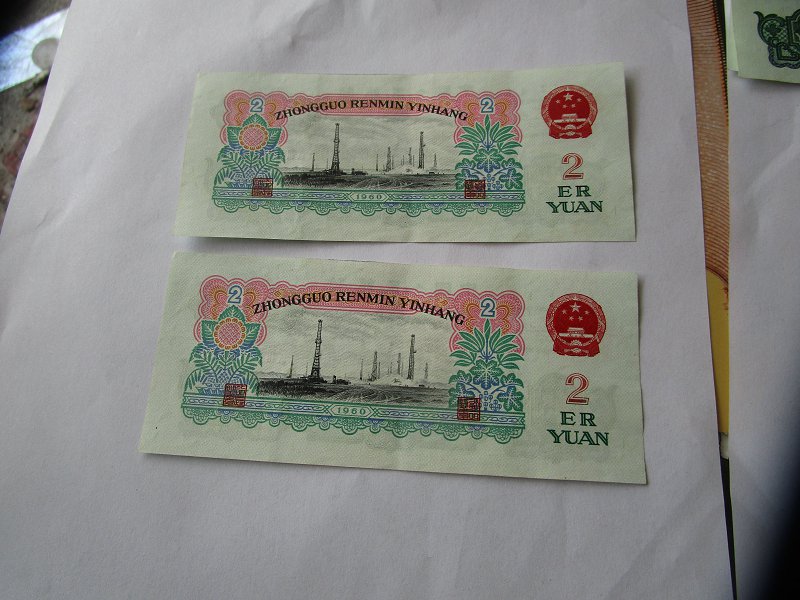 2 2
ZHONGGUO RENMIN YINHANG
2
ER
YUAN
1960
2 2
ZHONGGUO RENMIN YINHANG
2
ER
YUAN
1960